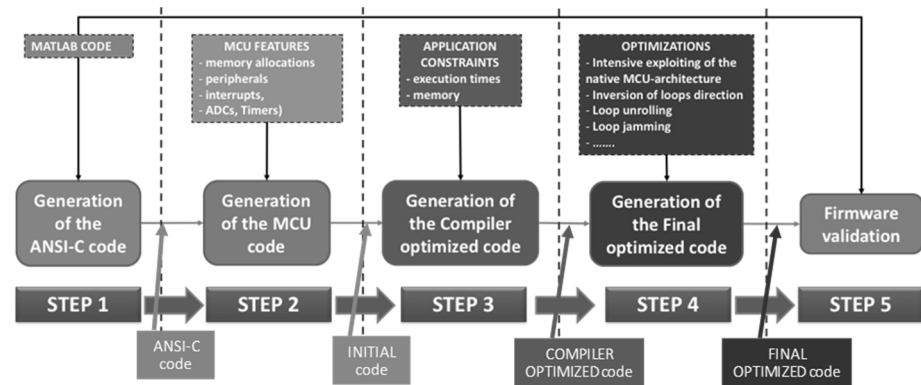 MATLAB CODE
MCU FEATURES
- memory allocations
- peripherals
- interrupts,
- ADCs, Timers)
APPLICATION
CONSTRAINTS
- execution times
- memory
OPTIMIZATIONS
- Intensive exploiting of the
native MCU-architecture
- Inversion of loops direction
- Loop unrolling
- Loop jamming
- .......
Generation
of the
ANSI-C code
Generation
of the MCU
code
Generation of
the Compiler
optimized code
Generation of
the Final
optimized code
Firmware
validation
STEP 1
STEP 2
STEP 3
STEP 4
STEP 5
ANSI-C
code
INITIAL
code
COMPILER
OPTIMIZED code
FINAL
OPTIMIZED code